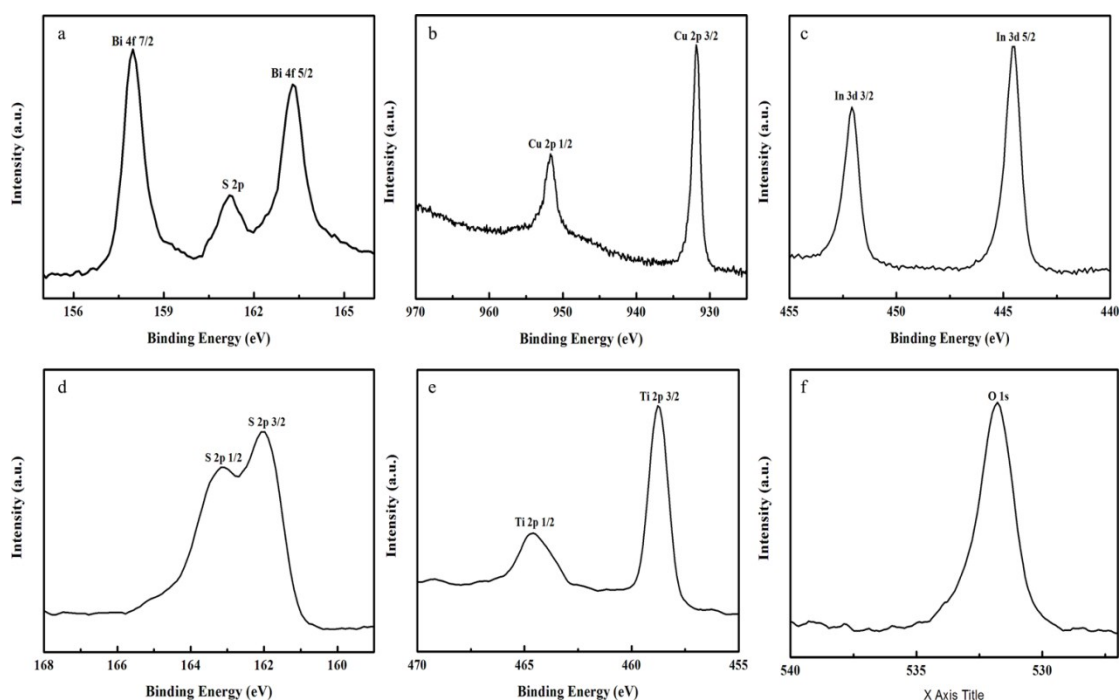 a
Bi 4f 7/2
Bi 4f 5/2
S 2p
Intensity (a.u.)
156 159 162 165
Binding Energy (eV)
b
Cu 2p 3/2
Cu 2p 1/2
Intensity (a.u.)
970 960 950 940 930
Binding Energy (eV)
c
In 3d 5/2
In 3d 3/2
Intensity (a.u.)
455 450 445 440
Binding Energy (eV)
d
S 2p 3/2
S 2p 1/2
Intensity (a.u.)
168 166 164 162 160
Binding Energy (eV)
e
Ti 2p 3/2
Ti 2p 1/2
Intensity (a.u.)
470 465 460 455
Binding Energy (eV)
f
O 1s
Intensity (a.u.)
540 535 530
X Axis Title